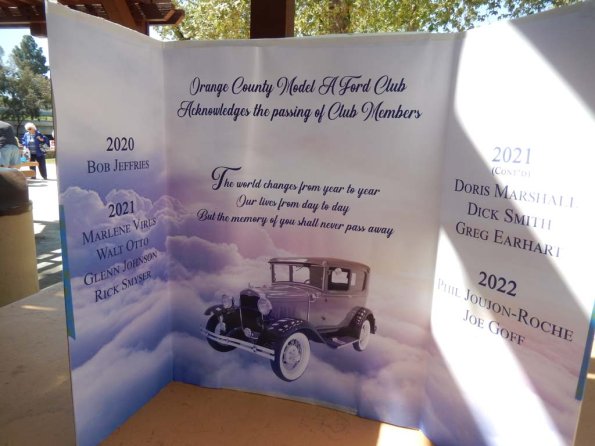 Orange County Model A Ford Club
Acknowledges the passing of Club Members
2020
Bob Jeffries
2021
Marlene Virus
Walt Otto
Glenn Johnson
Rick Smyser
The world changes from year to year
Our lives from day to day
But the memory of you shall never pass away
2021
(Cont'd)
Doris Marshall
Dick Smith
Greg Earhart
2022
Phil Joujon-Roche
Joe Goff